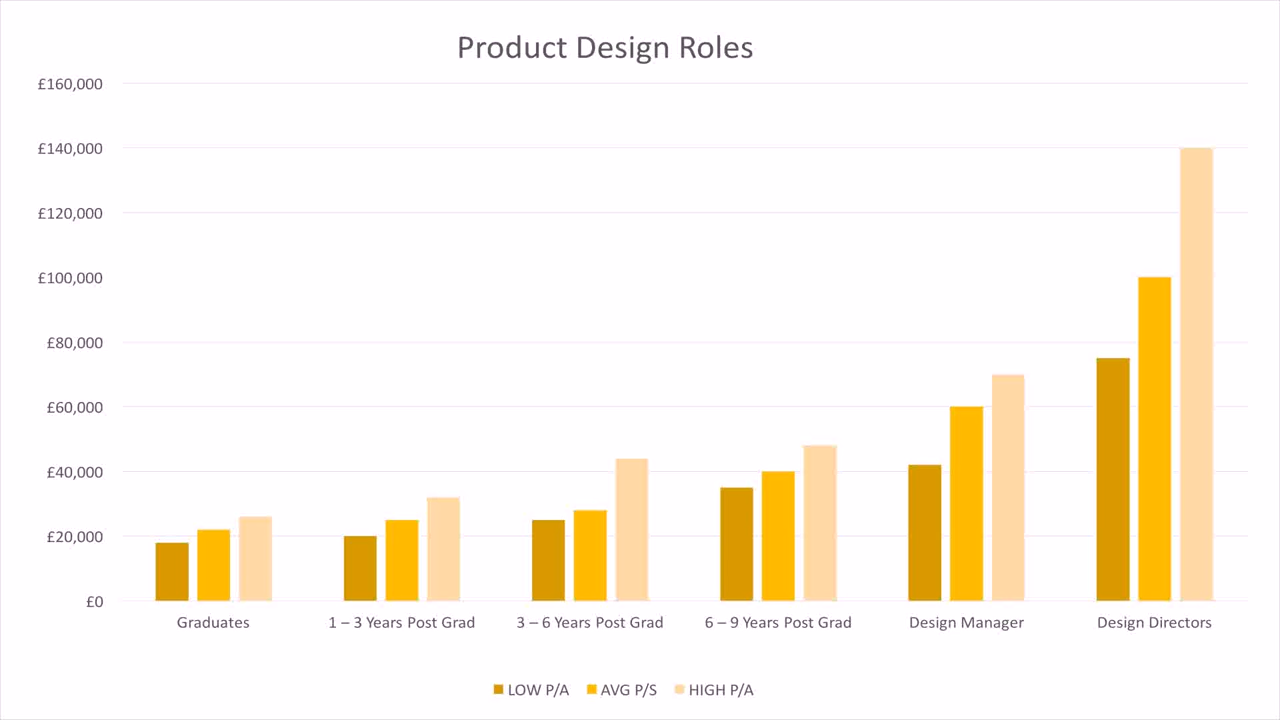 Product Design Roles
£160,000
£140,000
£120,000
£100,000
£80,000
£60,000
£40,000
£20,000
£0
Graduates
1 – 3 Years Post Grad
3 – 6 Years Post Grad
6 – 9 Years Post Grad
Design Manager
Design Directors
LOW P/A
AVG P/S
HIGH P/A